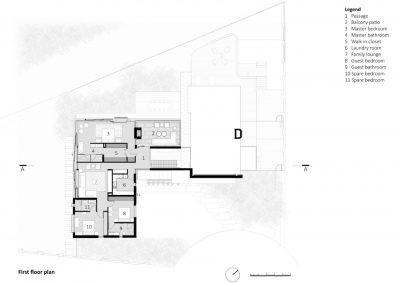 Legend
1 Passage
2 Balcony patio
3 Master bedroom
4 Master bathroom
5 Walk-in closet
6 Laundry room
7 Family lounge
8 Guest bedroom
9 Guest bathroom
10 Spare bedroom
11 Spare bedroom
3
2
D
4
5
1
A
A
7
6
11
8
10
9
First floor plan